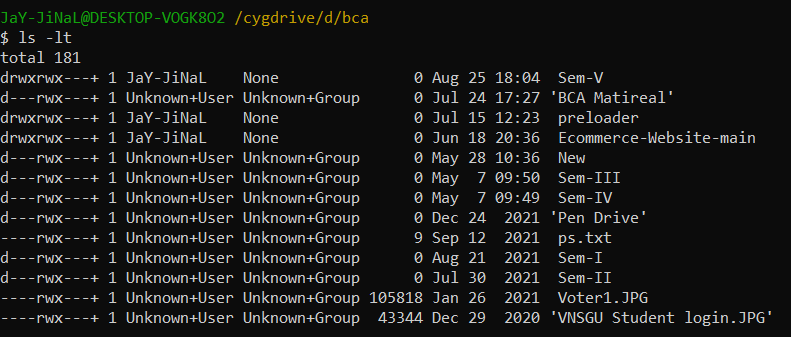 JaY-JiNaL@DESKTOP-VOGK8O2 /cygdrive/d/bca
$ ls -lt
total 181
drwxrwx---+ 1 JaY-JiNaL    None               0 Aug 25 18:04  Sem-V
d---rwx---+ 1 Unknown+User Unknown+Group      0 Jul 24 17:27 'BCA Matireal'
drwxrwx---+ 1 JaY-JiNaL    None               0 Jul 15 12:23  preloader
drwxrwx---+ 1 JaY-JiNaL    None               0 Jun 18 20:36  Ecommerce-Website-main
d---rwx---+ 1 Unknown+User Unknown+Group      0 May 28 10:36  New
d---rwx---+ 1 Unknown+User Unknown+Group      0 May  7 09:50  Sem-III
d---rwx---+ 1 Unknown+User Unknown+Group      0 May  7 09:49  Sem-IV
d---rwx---+ 1 Unknown+User Unknown+Group      0 Dec 24  2021 'Pen Drive'
----rwx---+ 1 Unknown+User Unknown+Group      9 Sep 12  2021  ps.txt
d---rwx---+ 1 Unknown+User Unknown+Group      0 Aug 21  2021  Sem-I
d---rwx---+ 1 Unknown+User Unknown+Group      0 Jul 30  2021  Sem-II
----rwx---+ 1 Unknown+User Unknown+Group 105818 Jan 26  2021  Voter1.JPG
----rwx---+ 1 Unknown+User Unknown+Group  43344 Dec 29  2020 'VNSGU Student login.JPG'